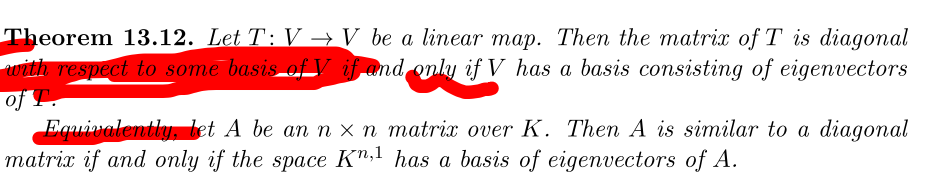 Theorem 13.12. Let T : V → V be a linear map. Then the matrix of T is diagonal
with respect to some basis of V if and only if V has a basis consisting of eigenvectors
of T.
Equivalently, let A be an n × n matrix over K. Then A is similar to a diagonal
matrix if and only if the space Kⁿ,¹ has a basis of eigenvectors of A.